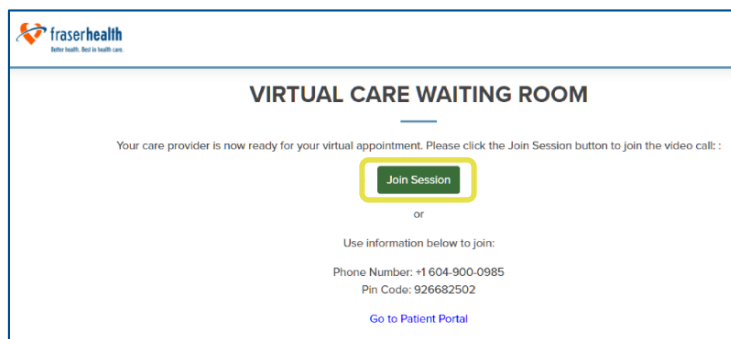 fraserhealth
Better health. Best in health care.
VIRTUAL CARE WAITING ROOM
Your care provider is now ready for your virtual appointment. Please click the Join Session button to join the video call: :
Join Session
or
Use information below to join:
Phone Number: +1 604-900-0985
Pin Code: 926682502
Go to Patient Portal